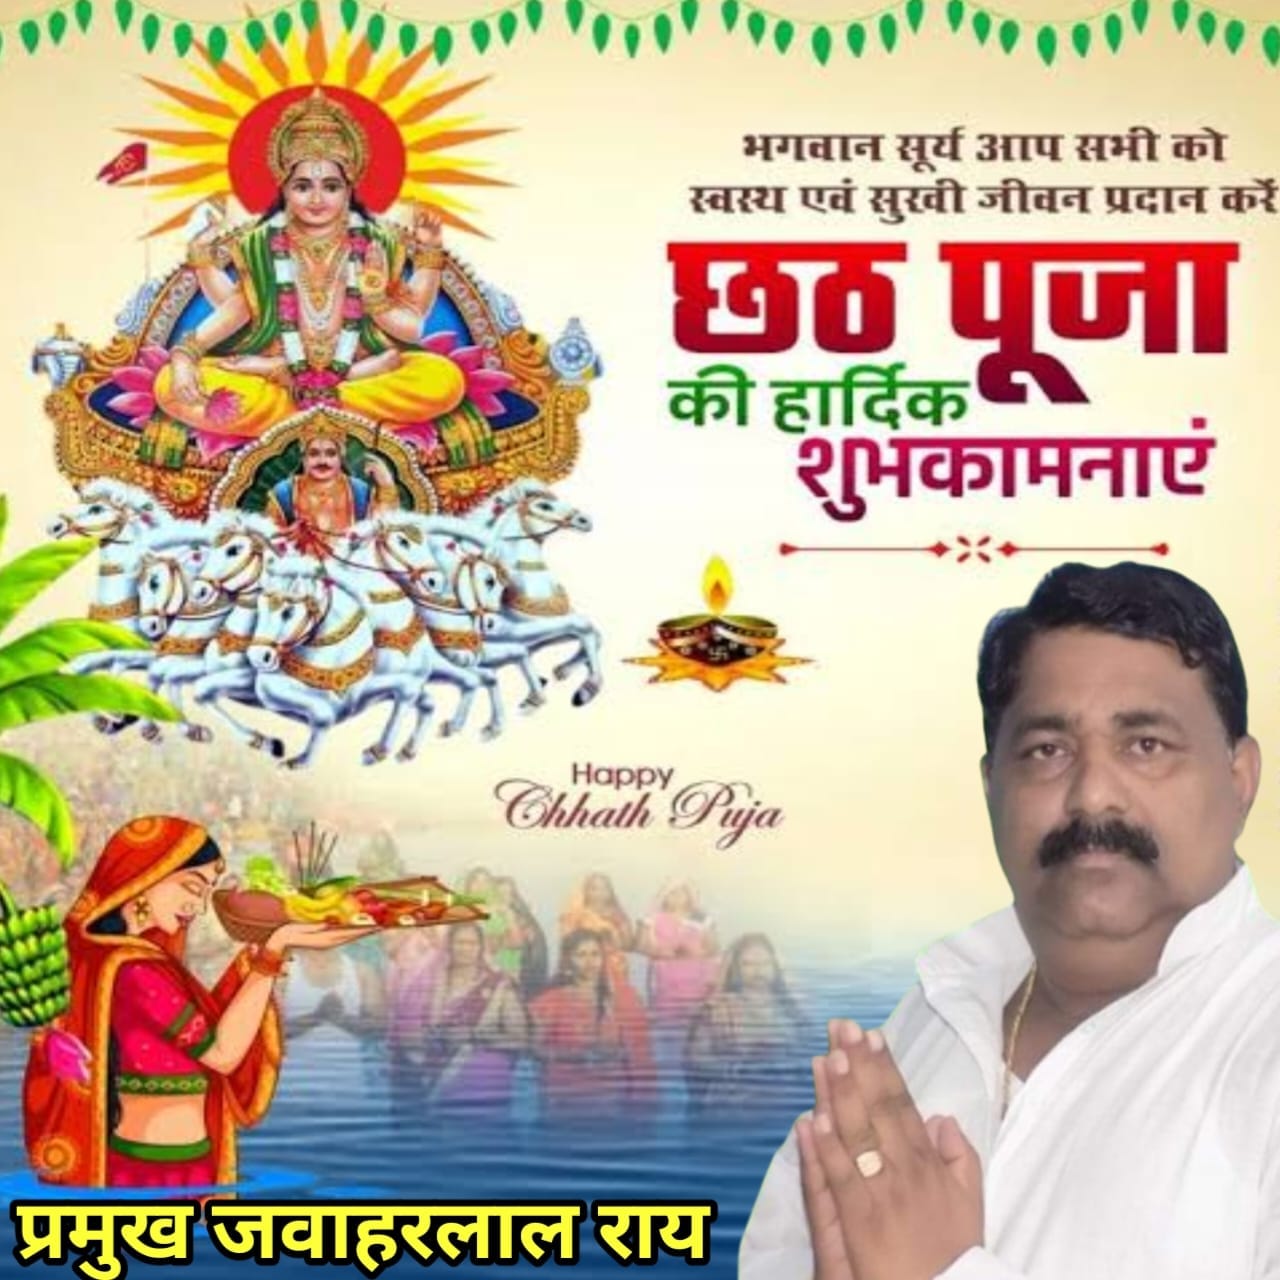 भगवान सूर्य आप सभी को
स्वस्थ एवं सुखी जीवन प्रदान करें
छठ पूजा
की हार्दिक
शुभकामनाएं
Happy
Chhath Puja
प्रमुख जवाहरलाल राय